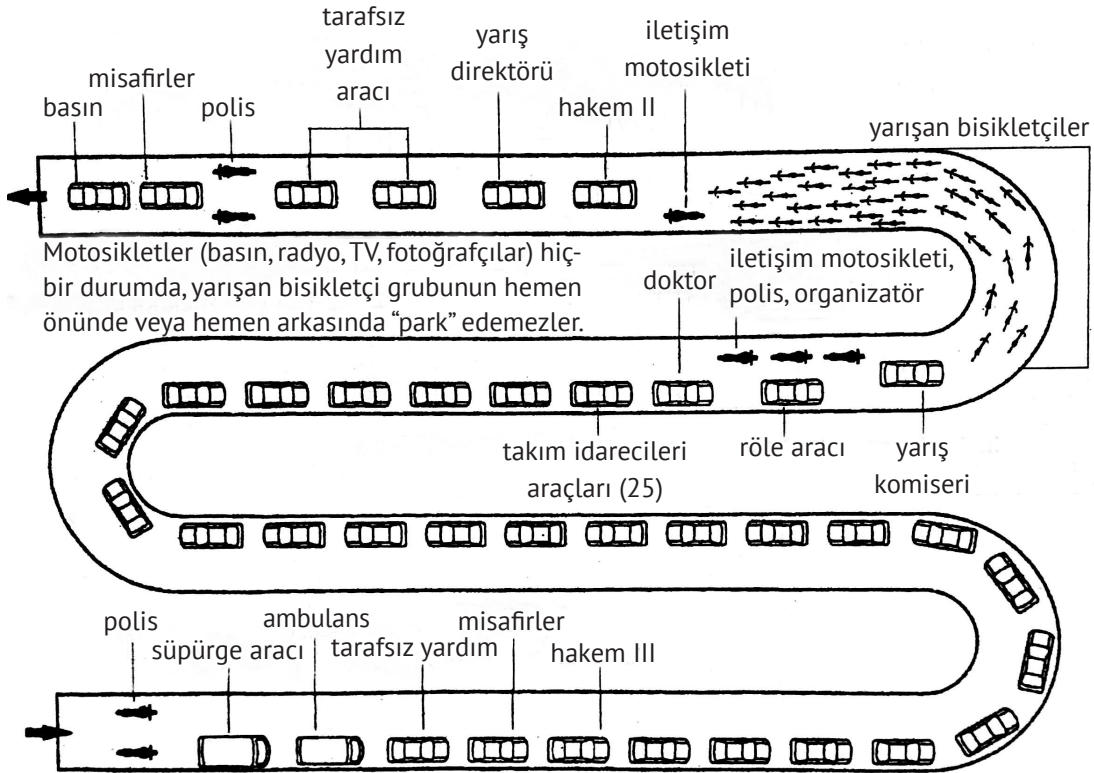 tarafsız
yardım
aracı
yarış
direktörü
iletişim
motosikleti
misafirler
basın
polis
hakem II
yarışan bisikletçiler
Motosikletler (basın, radyo, TV, fotoğrafçılar) hiç-
bir durumda, yarışan bisikletçi grubunun hemen
önünde veya hemen arkasında “park” edemezler.
doktor
iletişim motosikleti,
polis, organizatör
takım idarecileri
araçları (25)
röle aracı
yarış
komiseri
polis
süpürge aracı
ambulans
tarafsız yardım
misafirler
hakem III